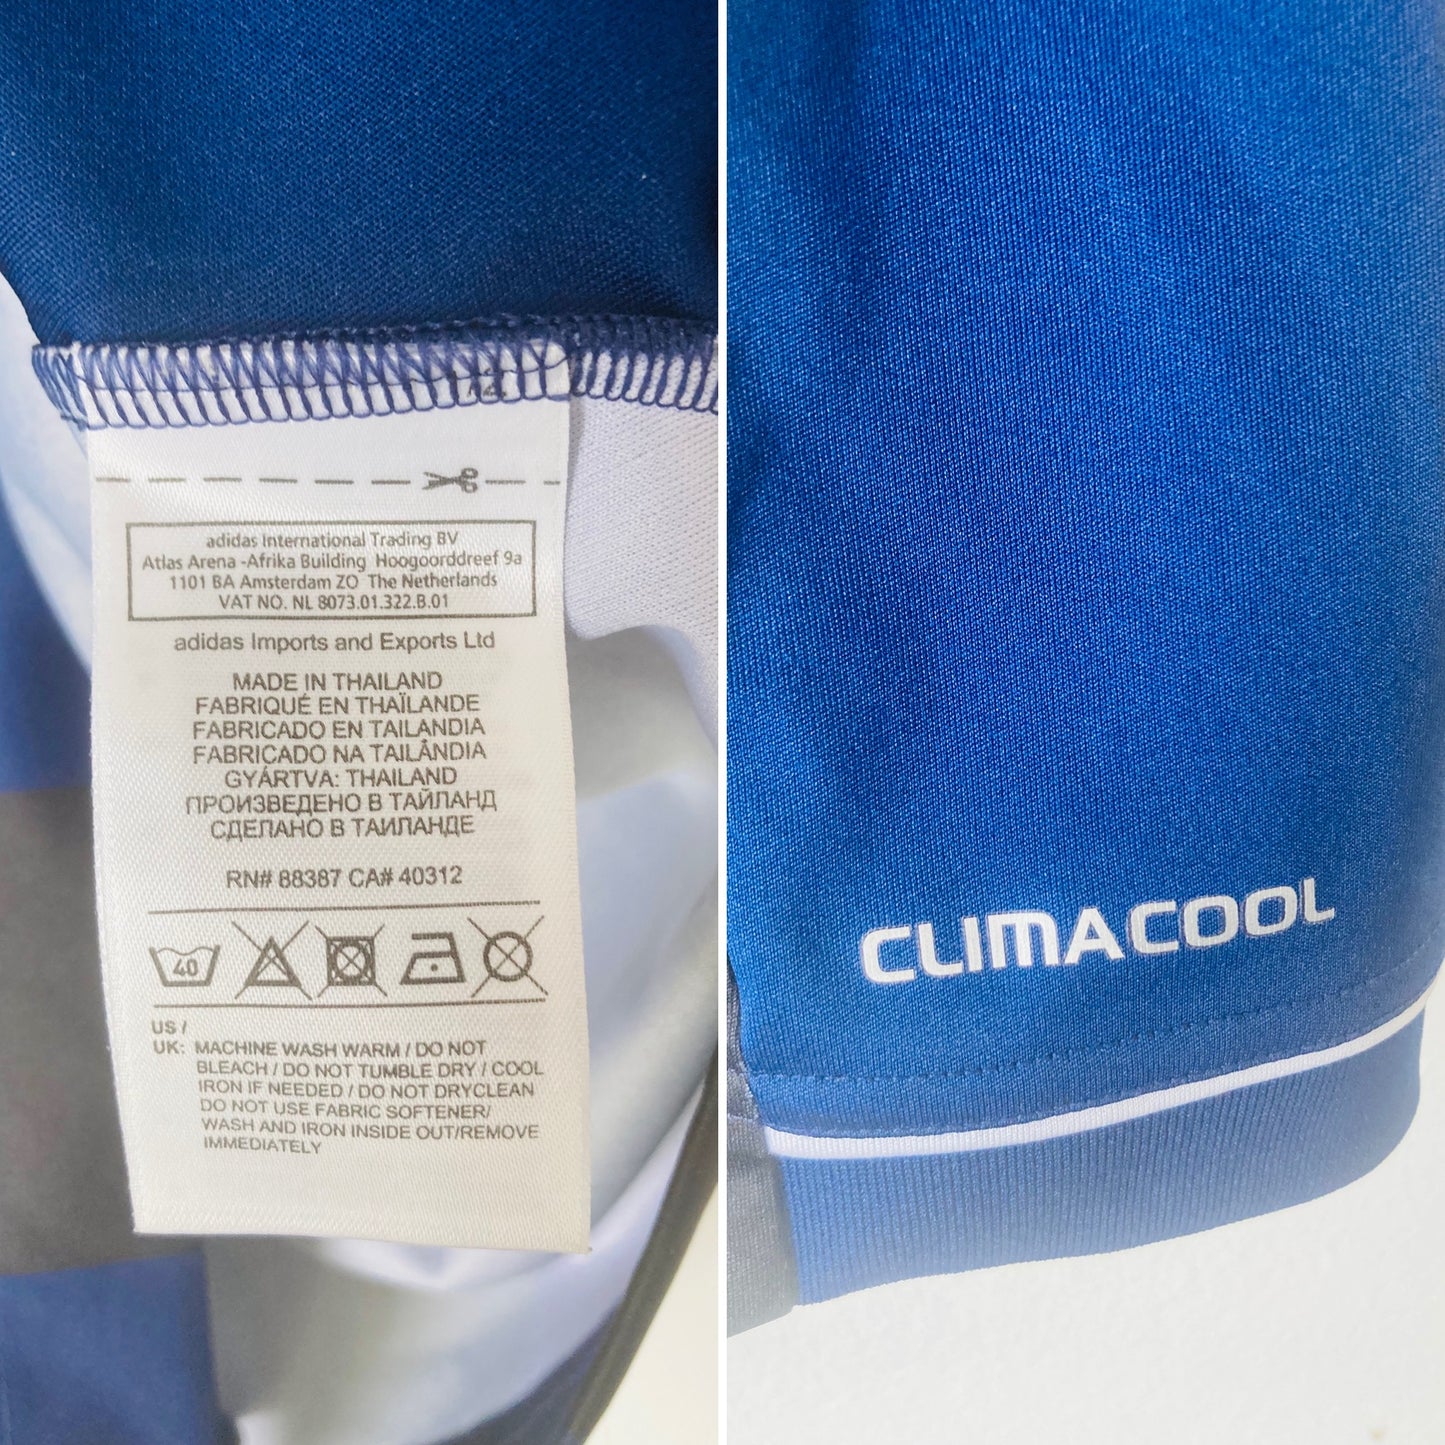 adidas International Trading BV
Atlas Arena -Afrika Building Hoogoorddreef 9a
1101 BA Amsterdam ZO The Netherlands
VAT NO. NL 8073.01.322.B.01
adidas Imports and Exports Ltd
MADE IN THAILAND
FABRIQUÉ EN THAÏLANDE
FABRICADO EN TAILANDIA
FABRICADO NA TAILÂNDIA
GYÁRTVA: THAILAND
ПРОИЗВЕДЕНО В ТАЙЛАНД
СДЕЛАНО В ТАИЛАНДЕ
RN# 88387 CA# 40312
40
US /
UK: MACHINE WASH WARM / DO NOT
BLEACH / DO NOT TUMBLE DRY / COOL
IRON IF NEEDED / DO NOT DRYCLEAN
DO NOT USE FABRIC SOFTENER/
WASH AND IRON INSIDE OUT/REMOVE
IMMEDIATELY
CLIMACOOL